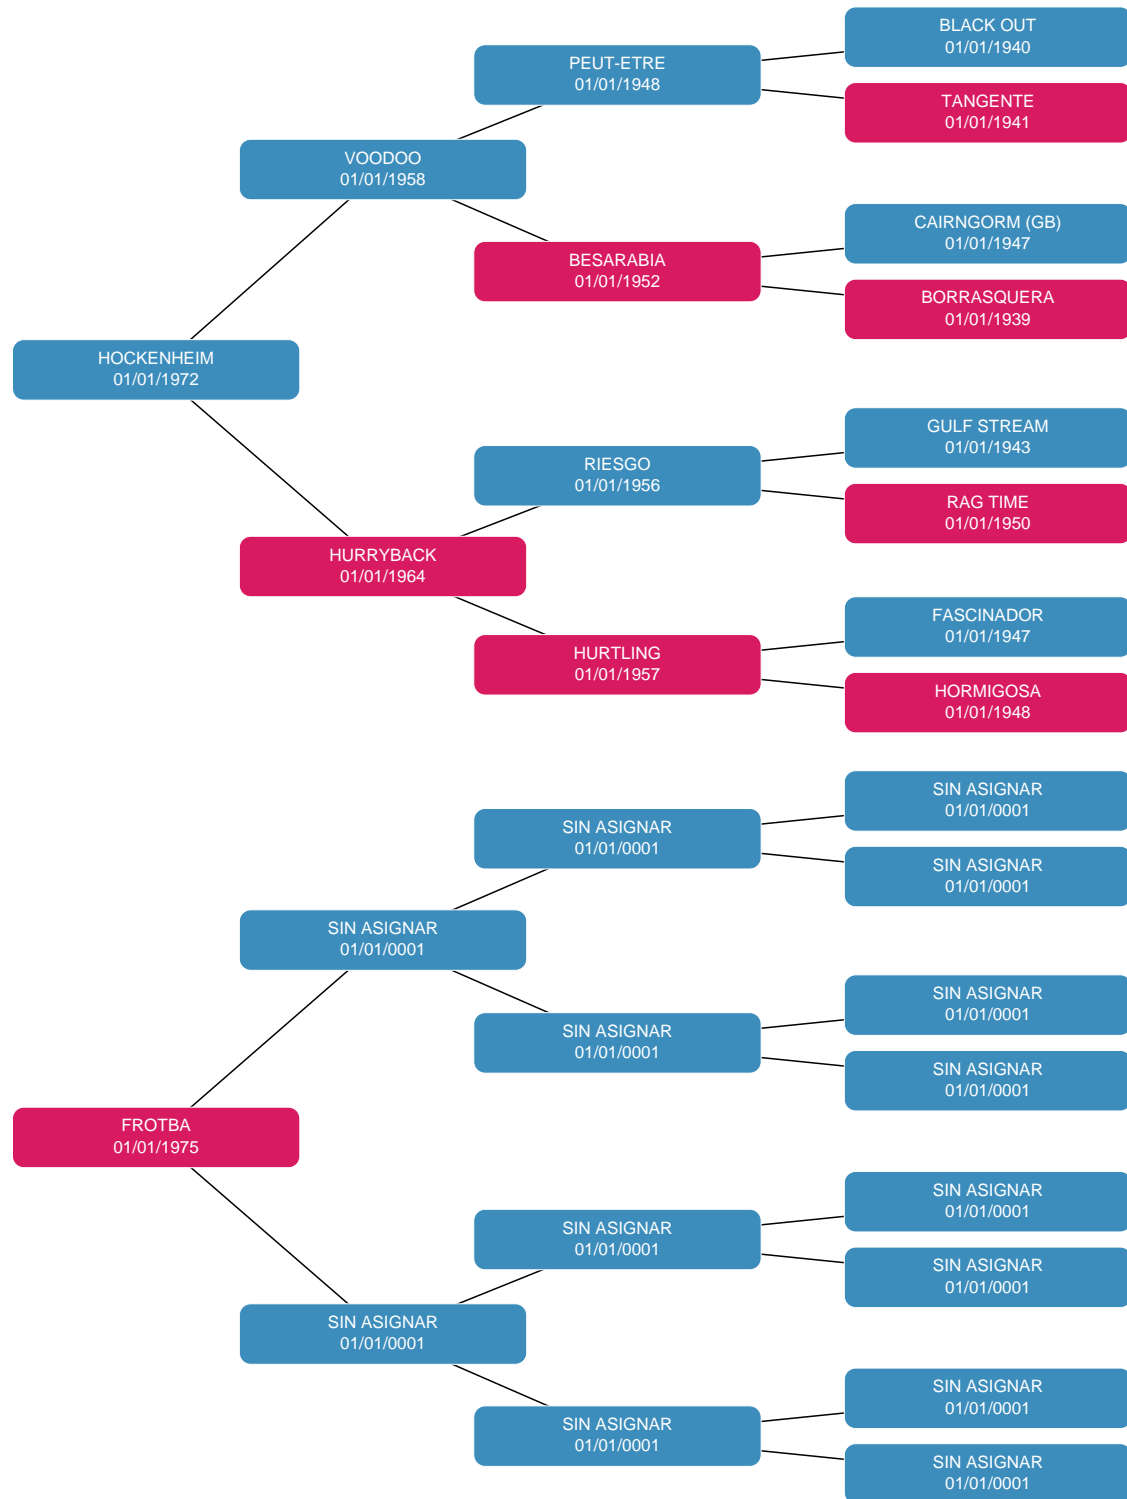 BLACK OUT
01/01/1940
PEUT-ETRE
01/01/1948
TANGENTE
01/01/1941
VOODOO
01/01/1958
CAIRNGORM (GB)
01/01/1947
BESARABIA
01/01/1952
BORRASQUERA
01/01/1939
HOCKENHEIM
01/01/1972
GULF STREAM
01/01/1943
RIESGO
01/01/1956
RAG TIME
01/01/1950
HURRYBACK
01/01/1964
FASCINADOR
01/01/1947
HURTLING
01/01/1957
HORMIGOSA
01/01/1948
SIN ASIGNAR
01/01/0001
SIN ASIGNAR
01/01/0001
SIN ASIGNAR
01/01/0001
SIN ASIGNAR
01/01/0001
SIN ASIGNAR
01/01/0001
SIN ASIGNAR
01/01/0001
SIN ASIGNAR
01/01/0001
FROTBA
01/01/1975
SIN ASIGNAR
01/01/0001
SIN ASIGNAR
01/01/0001
SIN ASIGNAR
01/01/0001
SIN ASIGNAR
01/01/0001
SIN ASIGNAR
01/01/0001
SIN ASIGNAR
01/01/0001
SIN ASIGNAR
01/01/0001